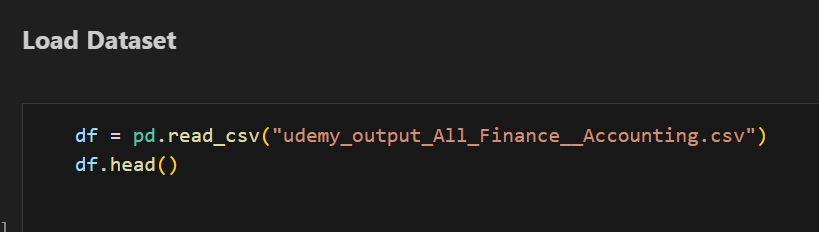 Load Dataset
df = pd.read_csv("udemy_output_All_Finance__Accounting.csv")
df.head()
]